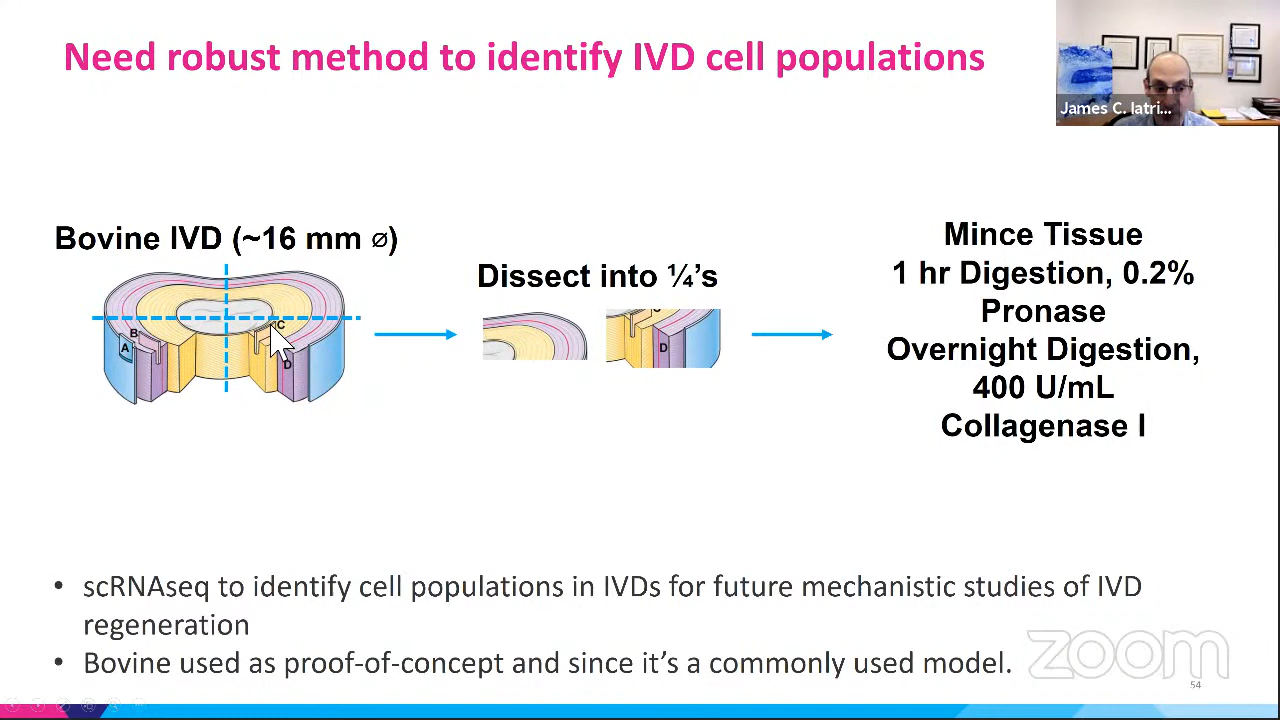 Need robust method to identify IVD cell populations
James C. Iatri...
Bovine IVD (~16 mm ⌀)
A
B
C
D
Dissect into ¼'s
D
Mince Tissue
1 hr Digestion, 0.2%
Pronase
Overnight Digestion,
400 U/mL
Collagenase I
• scRNAseq to identify cell populations in IVDs for future mechanistic studies of IVD
regeneration
• Bovine used as proof-of-concept and since it's a commonly used model.
zoom
54